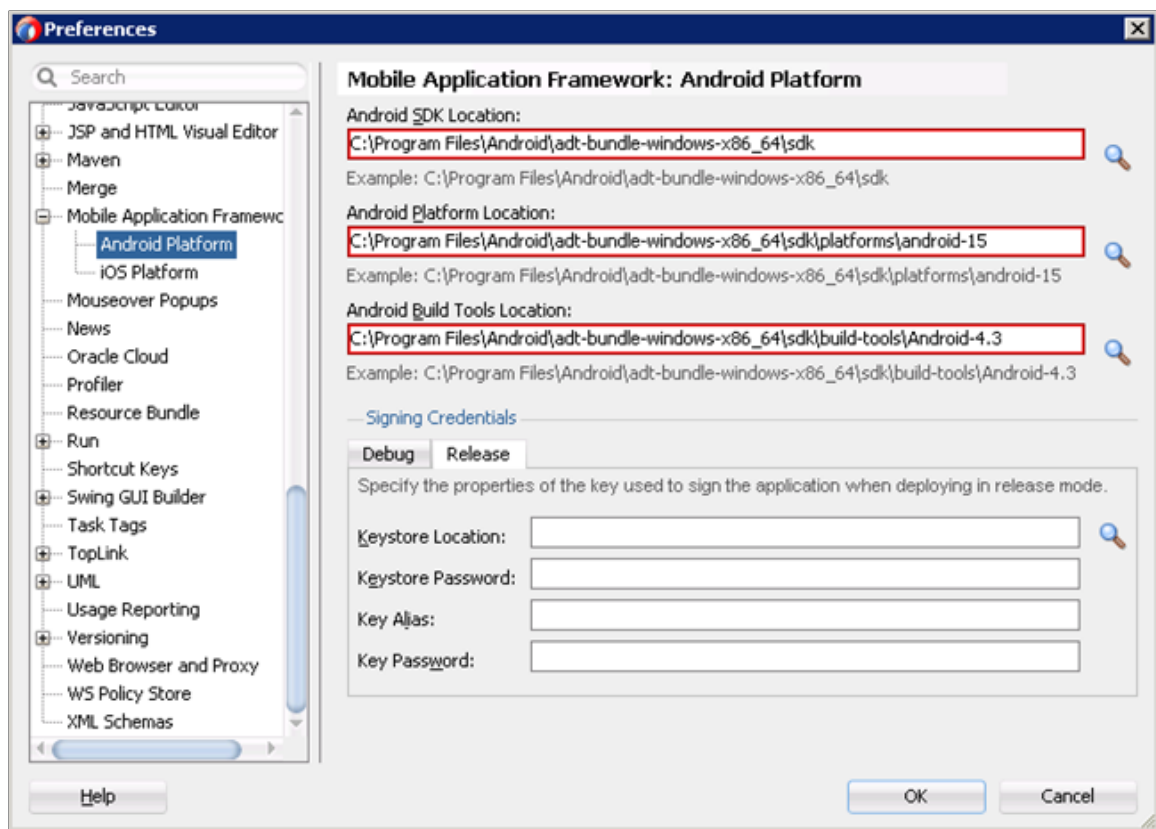 Preferences
Search
JavaScript Editor
JSP and HTML Visual Editor
Maven
Merge
Mobile Application Framewc
Android Platform
iOS Platform
Mouseover Popups
News
Oracle Cloud
Profiler
Resource Bundle
Run
Shortcut Keys
Swing GUI Builder
Task Tags
TopLink
UML
Usage Reporting
Versioning
Web Browser and Proxy
WS Policy Store
XML Schemas
Mobile Application Framework: Android Platform
Android SDK Location:
C:\Program Files\Android\adt-bundle-windows-x86_64\sdk
Example: C:\Program Files\Android\adt-bundle-windows-x86_64\sdk
Android Platform Location:
C:\Program Files\Android\adt-bundle-windows-x86_64\sdk\platforms\android-15
Example: C:\Program Files\Android\adt-bundle-windows-x86_64\sdk\platforms\android-15
Android Build Tools Location:
C:\Program Files\Android\adt-bundle-windows-x86_64\sdk\build-tools\Android-4.3
Example: C:\Program Files\Android\adt-bundle-windows-x86_64\sdk\build-tools\Android-4.3
Signing Credentials
Debug Release
Specify the properties of the key used to sign the application when deploying in release mode.
Keystore Location:
Keystore Password:
Key Alias:
Key Password:
Help OK Cancel